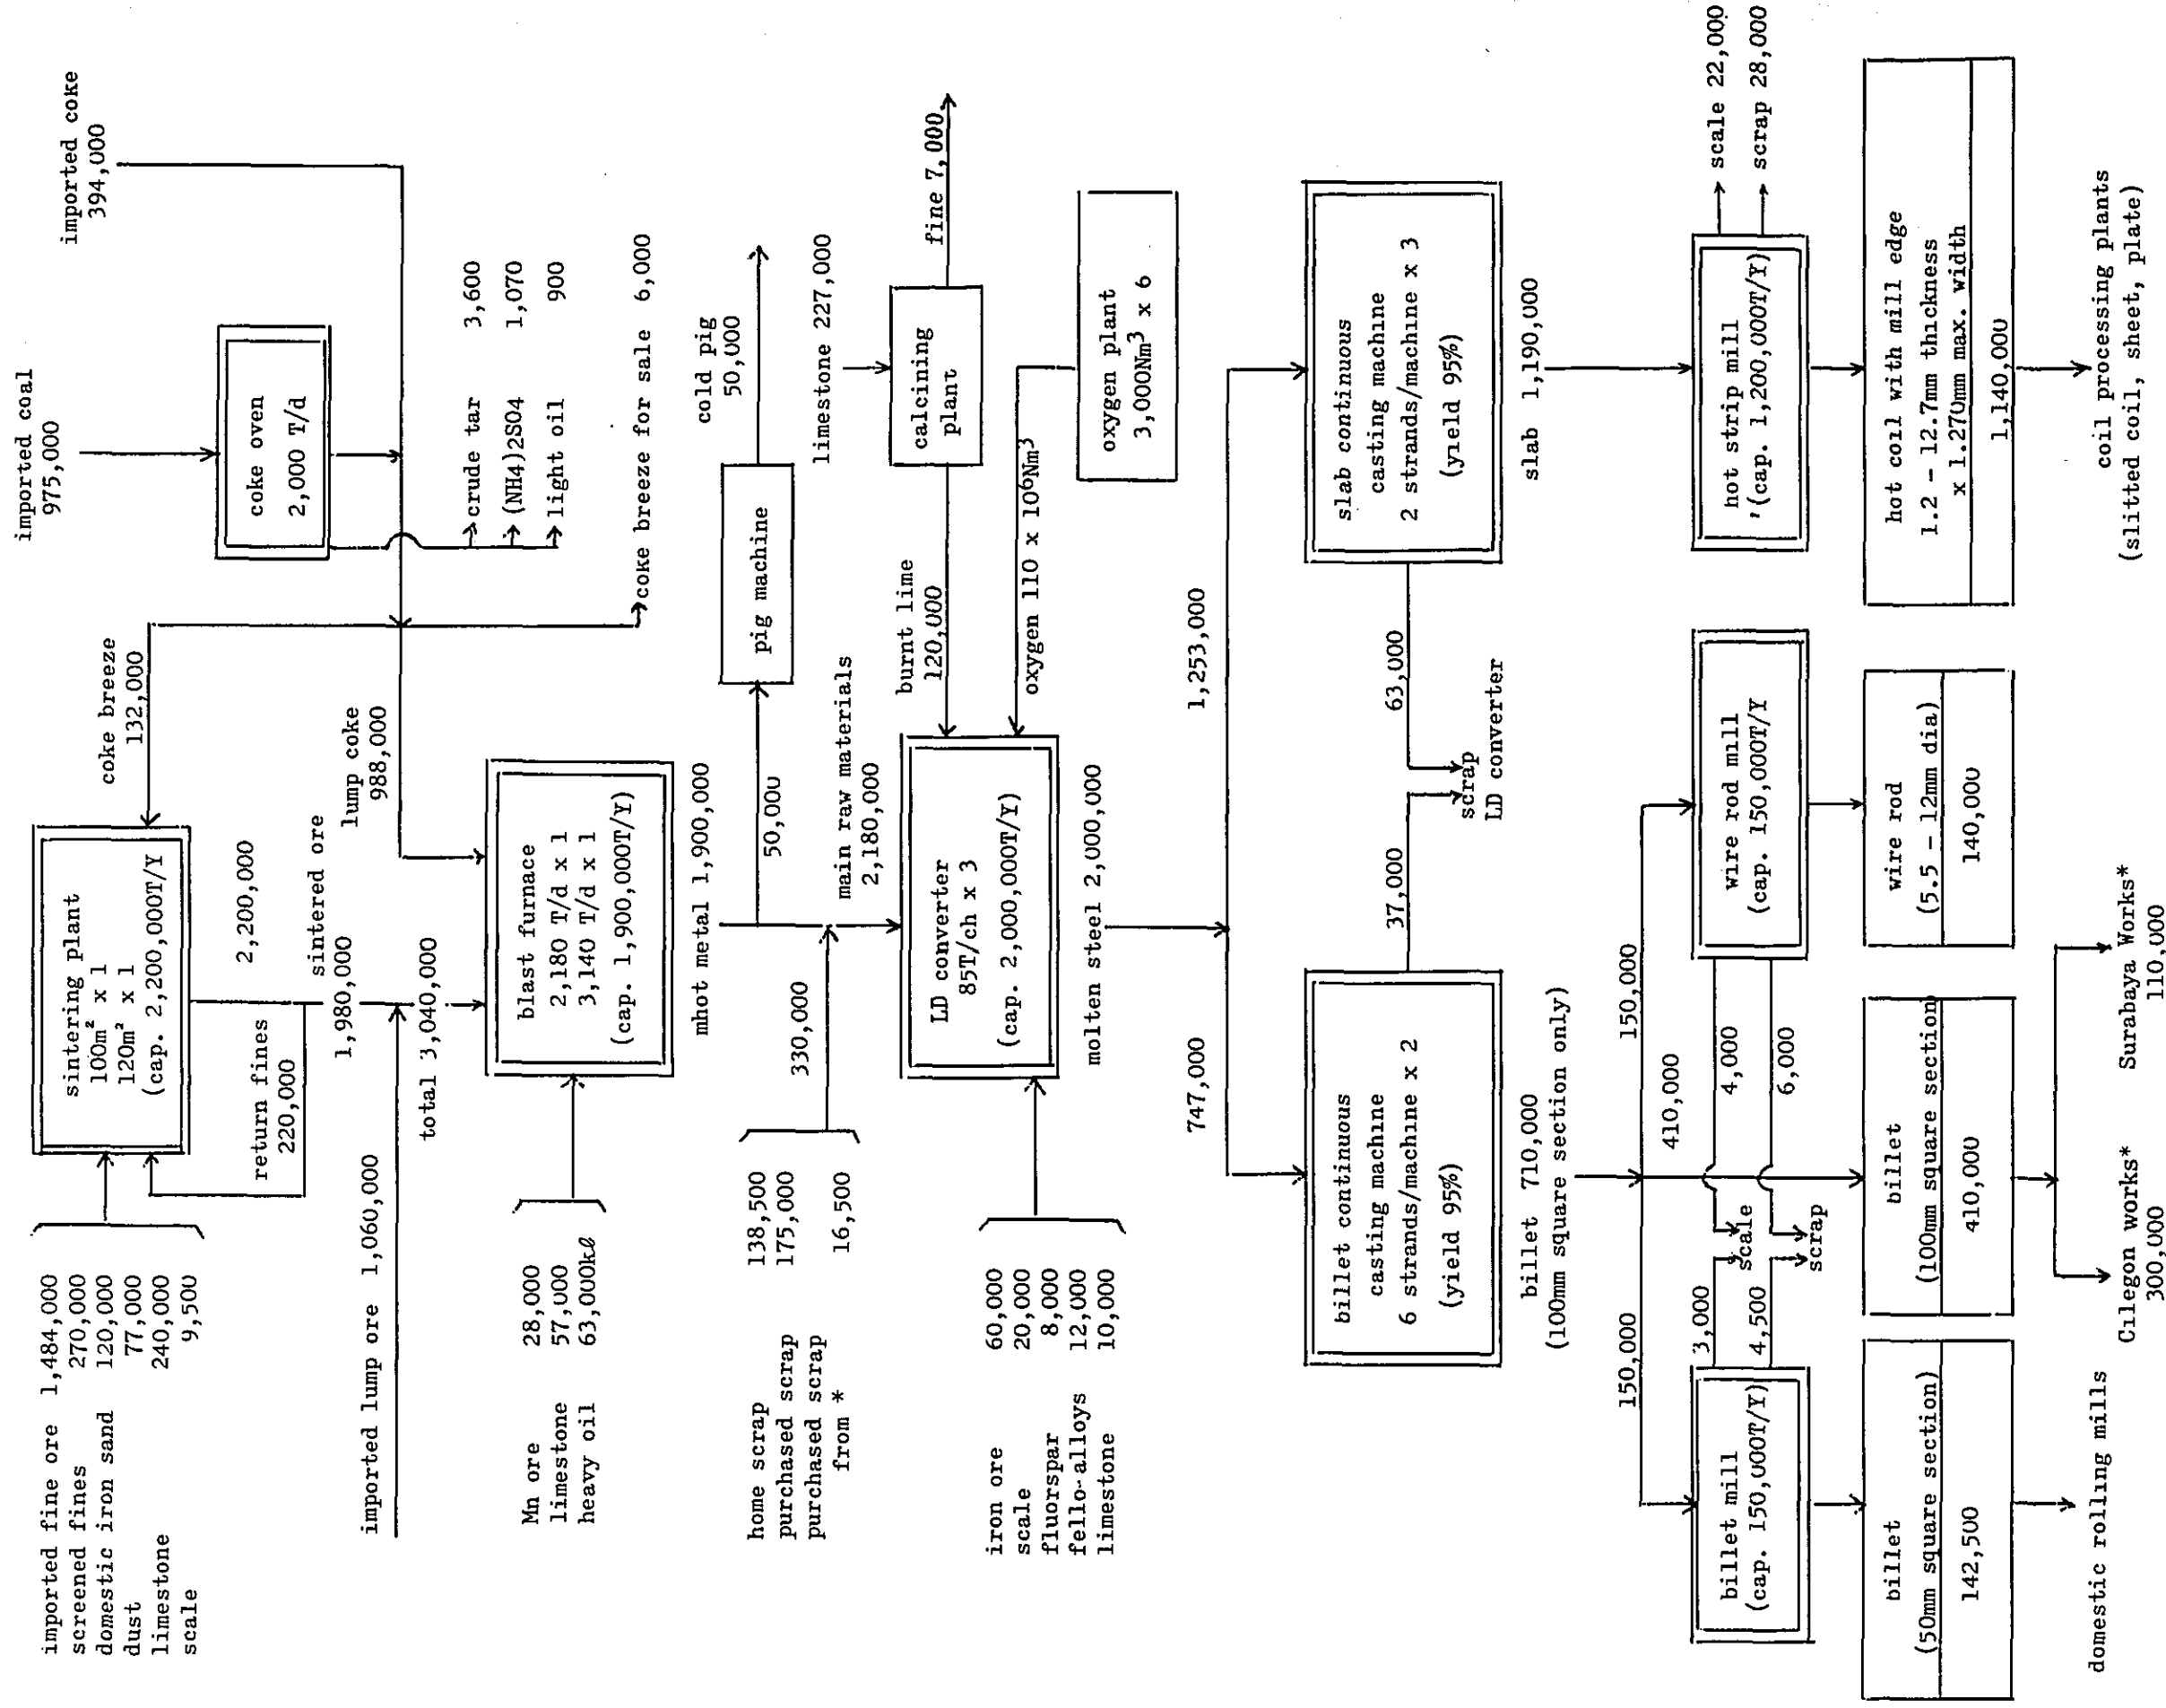 imported fine ore 1,484,000
screened fines 270,000
domestic iron sand 120,000
dust 77,000
limestone 240,000
scale 9,500
sintering plant
100m² x 1
120m² x 1
(cap. 2,200,000T/Y
return fines
220,000
2,200,000
sintered ore
1,980,000
coke breeze
132,000
imported coal
975,000
coke oven
2,000 T/d
imported coke
394,000
crude tar 3,600
(NH4)2SO4 1,070
light oil 900
coke breeze for sale 6,000
lump coke
988,000
imported lump ore 1,060,000
total 3,040,000
Mn ore 28,000
limestone 57,000
heavy oil 63,000kℓ
blast furnace
2,180 T/d x 1
3,140 T/d x 1
(cap. 1,900,000T/Y)
mhot metal 1,900,000
50,000
pig machine
cold pig
50,000
home scrap 138,500
purchased scrap 175,000
purchased scrap
from * 16,500
330,000
main raw materials
2,180,000
limestone 227,000
calcining
plant
fine 7,000
burnt line
120,000
iron ore 60,000
scale 20,000
fluorspar 8,000
fello-alloys 12,000
limestone 10,000
LD converter
85T/ch x 3
(cap. 2,000,000T/Y)
oxygen 110 x 10⁶Nm³
oxygen plant
3,000Nm³ x 6
molten steel 2,000,000
747,000
1,253,000
billet continuous
casting machine
6 strands/machine x 2
(yield 95%)
37,000
63,000
scrap
LD converter
slab continuous
casting machine
2 strands/machine x 3
(yield 95%)
billet 710,000
(100mm square section only)
slab 1,190,000
150,000
410,000
150,000
billet mill
(cap. 150,000T/Y)
3,000
4,500
scale
scrap
4,000
6,000
wire rod mill
(cap. 150,000T/Y
hot strip mill
'(cap. 1,200,000T/Y)
scale 22,000
scrap 28,000
billet
(50mm square section)
142,500
billet
(100mm square section)
410,000
wire rod
(5.5 - 12mm dia)
140,000
hot coil with mill edge
1.2 - 12.7mm thickness
x 1.270mm max. width
1,140,000
domestic rolling mills
Cilegon works*
300,000
Surabaya Works*
110,000
coil processing plants
(slitted coil, sheet, plate)